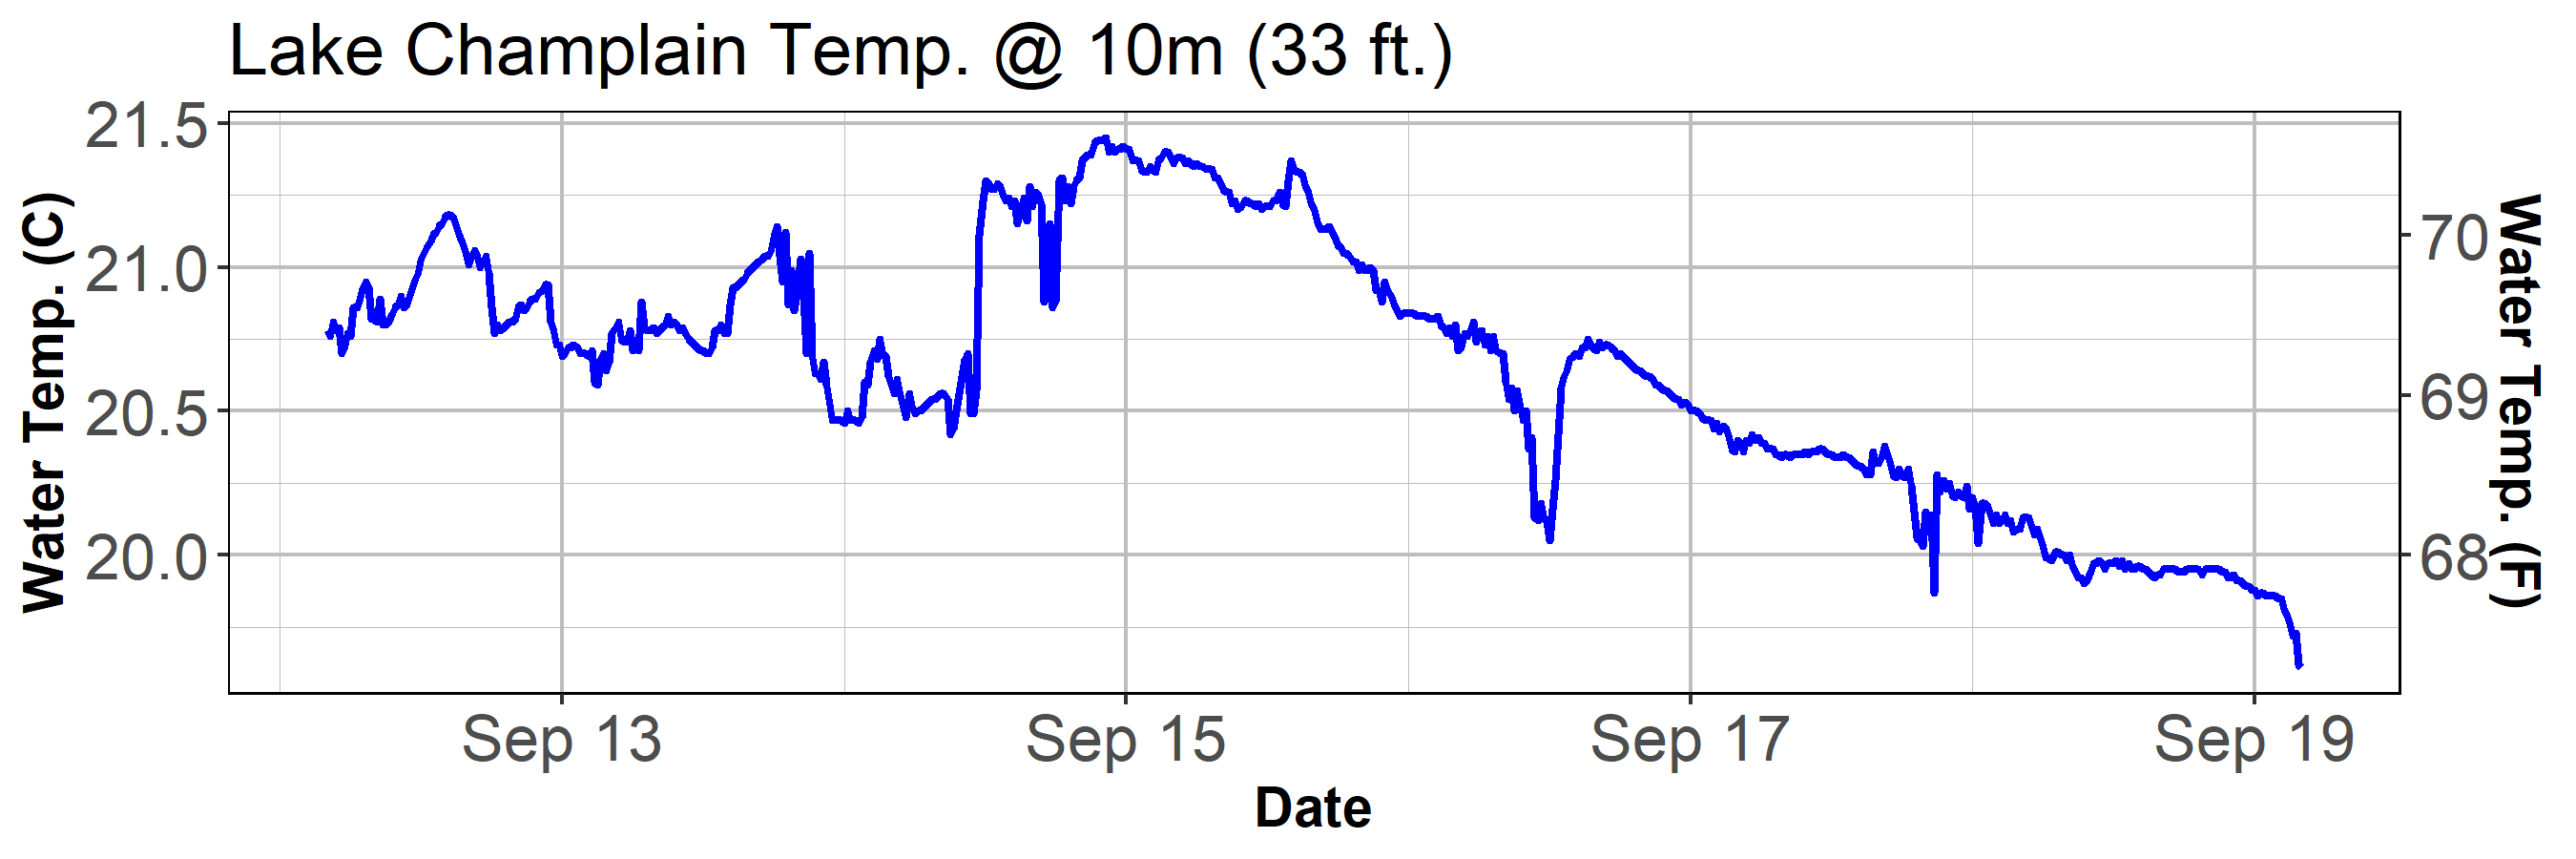 Lake Champlain Temp. @ 10m (33 ft.)
Water Temp. (C)
21.5
21.0
20.5
20.0
70
69
68
Water Temp. (F)
Sep 13
Sep 15
Sep 17
Sep 19
Date